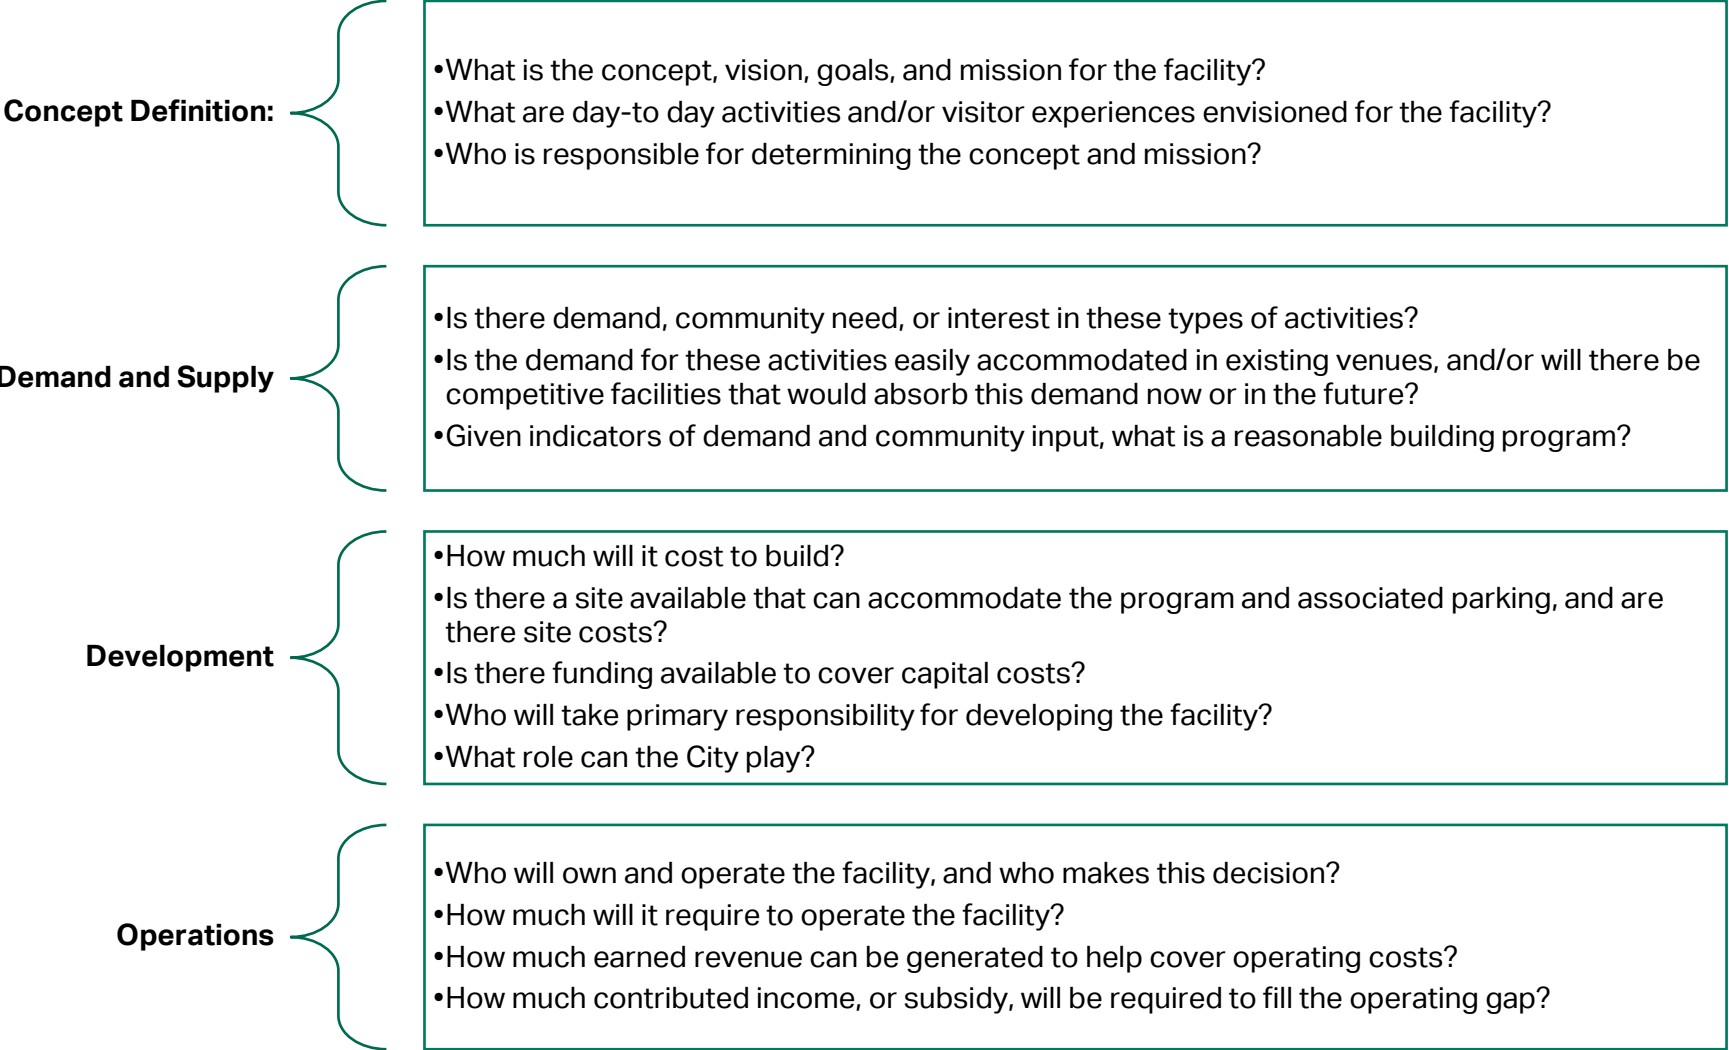 Concept Definition:
•What is the concept, vision, goals, and mission for the facility?
•What are day-to day activities and/or visitor experiences envisioned for the facility?
•Who is responsible for determining the concept and mission?
Demand and Supply
•Is there demand, community need, or interest in these types of activities?
•Is the demand for these activities easily accommodated in existing venues, and/or will there be
competitive facilities that would absorb this demand now or in the future?
•Given indicators of demand and community input, what is a reasonable building program?
Development
•How much will it cost to build?
•Is there a site available that can accommodate the program and associated parking, and are
there site costs?
•Is there funding available to cover capital costs?
•Who will take primary responsibility for developing the facility?
•What role can the City play?
Operations
•Who will own and operate the facility, and who makes this decision?
•How much will it require to operate the facility?
•How much earned revenue can be generated to help cover operating costs?
•How much contributed income, or subsidy, will be required to fill the operating gap?